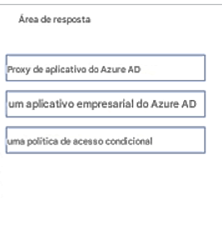 Área de resposta
Proxy de aplicativo do Azure AD
um aplicativo empresarial do Azure AD
uma política de acesso condicional